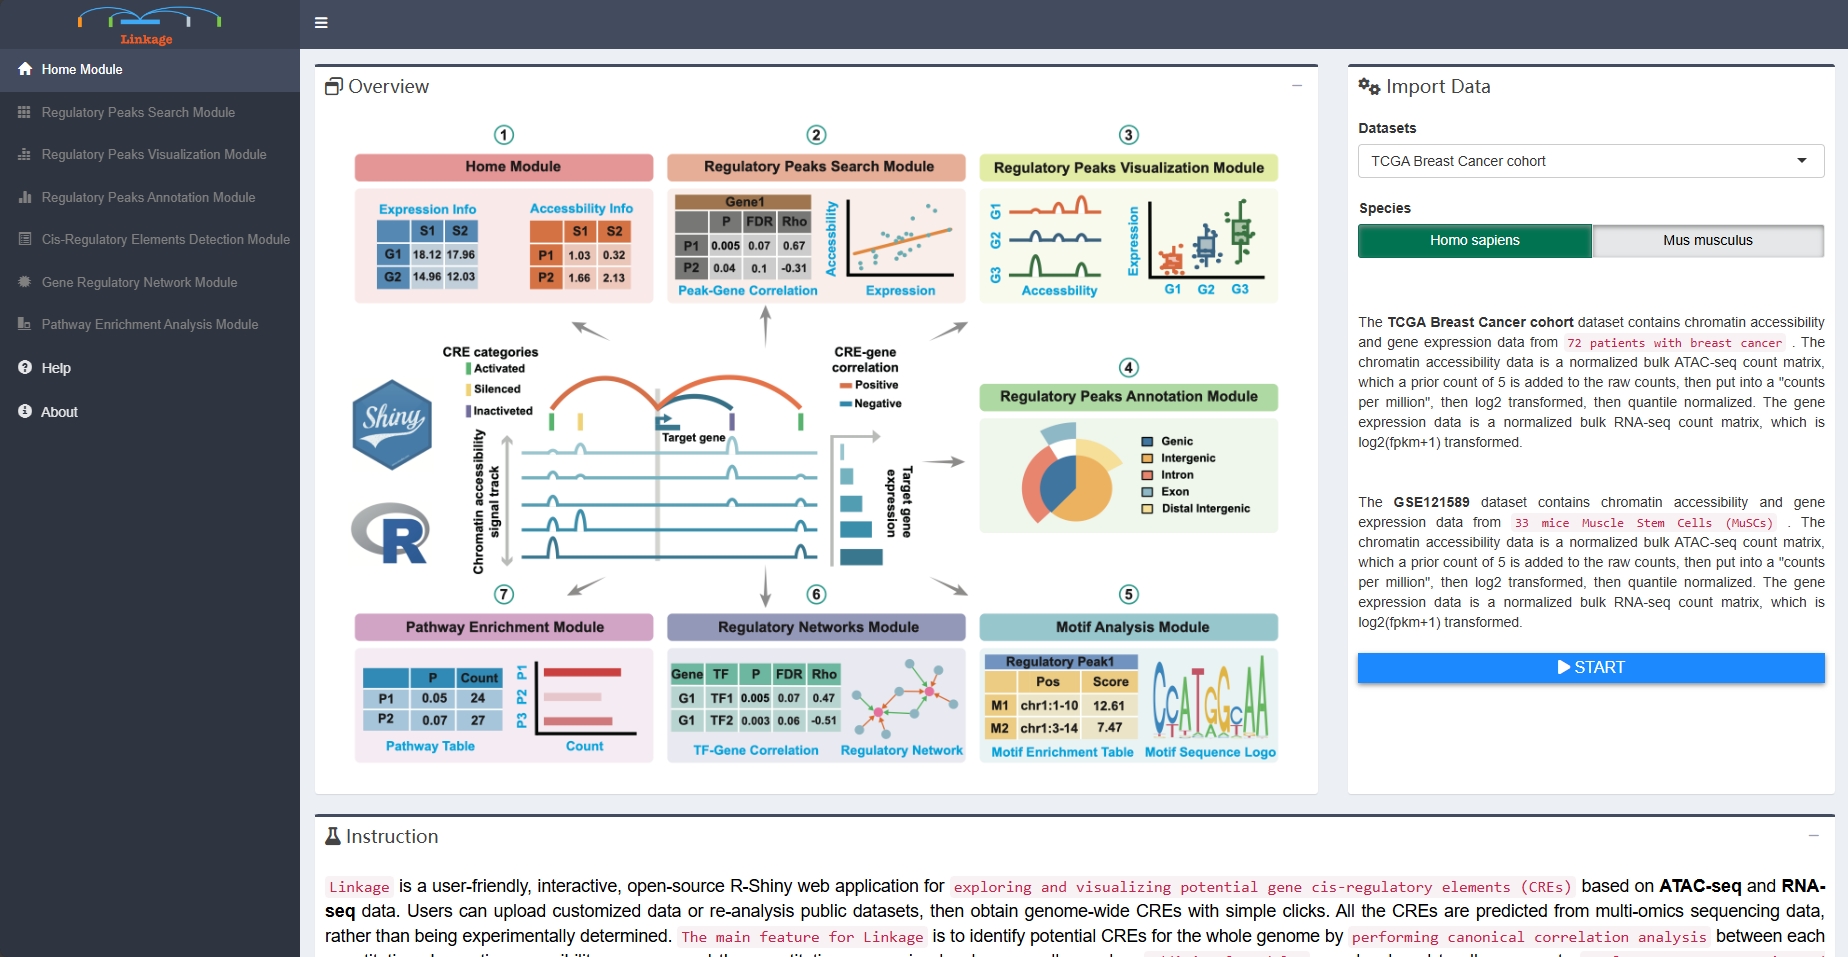 Linkage
Home Module
Regulatory Peaks Search Module
Regulatory Peaks Visualization Module
Regulatory Peaks Annotation Module
Cis-Regulatory Elements Detection Module
Gene Regulatory Network Module
Pathway Enrichment Analysis Module
Help
About
Overview
1
Home Module
Expression Info
S1 S2
G1 18.12 17.96
G2 14.96 12.03
Accessbility Info
S1 S2
P1 1.03 0.32
P2 1.66 2.13
2
Regulatory Peaks Search Module
Gene1
P FDR Rho
P1 0.005 0.07 0.67
P2 0.04 0.1 -0.31
Peak-Gene Correlation
Accessbility
Expression
3
Regulatory Peaks Visualization Module
G1
G2
G3
Accessbility
Expression
G1 G2 G3
CRE categories
Activated
Silenced
Inactiveted
CRE-gene
correlation
Positive
Negative
Shiny
R
Target gene
Chromatin accessibility
signal track
Target gene
expression
4
Regulatory Peaks Annotation Module
Genic
Intergenic
Intron
Exon
Distal Intergenic
7
Pathway Enrichment Module
P Count
P1 0.05 24
P2 0.07 27
Pathway Table
P1
P2
P3
Count
6
Regulatory Networks Module
Gene TF P FDR Rho
G1 TF1 0.005 0.07 0.47
G1 TF2 0.003 0.06 -0.51
TF-Gene Correlation
Regulatory Network
5
Motif Analysis Module
Regulatory Peak1
Pos Score
M1 chr1:1-10 12.61
M2 chr1:3-14 7.47
Motif Enrichment Table
CCATGGCAA
Motif Sequence Logo
Import Data
Datasets
TCGA Breast Cancer cohort
Species
Homo sapiens
Mus musculus
The TCGA Breast Cancer cohort dataset contains chromatin accessibility
and gene expression data from 72 patients with breast cancer . The
chromatin accessibility data is a normalized bulk ATAC-seq count matrix,
which a prior count of 5 is added to the raw counts, then put into a "counts
per million", then log2 transformed, then quantile normalized. The gene
expression data is a normalized bulk RNA-seq count matrix, which is
log2(fpkm+1) transformed.
The GSE121589 dataset contains chromatin accessibility and gene
expression data from 33 mice Muscle Stem Cells (MuSCs) . The
chromatin accessibility data is a normalized bulk ATAC-seq count matrix,
which a prior count of 5 is added to the raw counts, then put into a "counts
per million", then log2 transformed, then quantile normalized. The gene
expression data is a normalized bulk RNA-seq count matrix, which is
log2(fpkm+1) transformed.
START
Instruction
Linkage is a user-friendly, interactive, open-source R-Shiny web application for exploring and visualizing potential gene cis-regulatory elements (CREs) based on ATAC-seq and RNA-
seq data. Users can upload customized data or re-analysis public datasets, then obtain genome-wide CREs with simple clicks. All the CREs are predicted from multi-omics sequencing data,
rather than being experimentally determined. The main feature for Linkage is to identify potential CREs for the whole genome by performing canonical correlation analysis between each